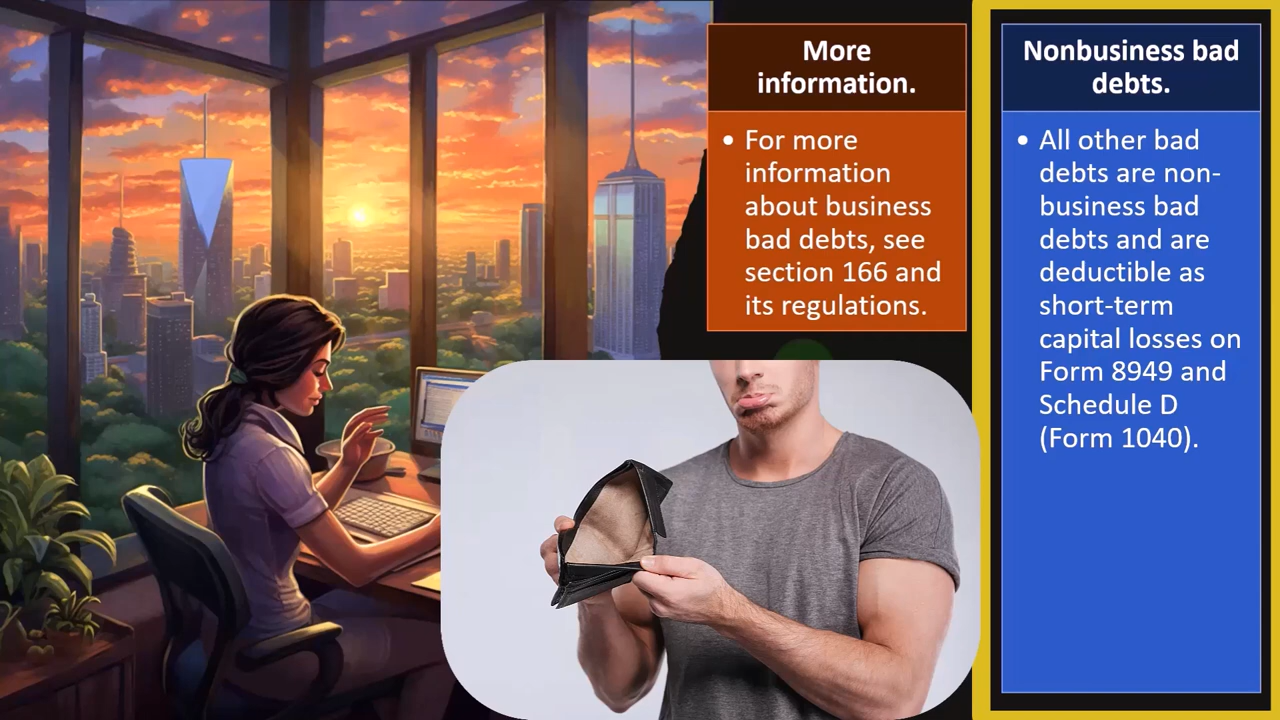 More
information.
• For more
information
about business
bad debts, see
section 166 and
its regulations.
Nonbusiness bad
debts.
• All other bad
debts are non-
business bad
debts and are
deductible as
short-term
capital losses on
Form 8949 and
Schedule D
(Form 1040).